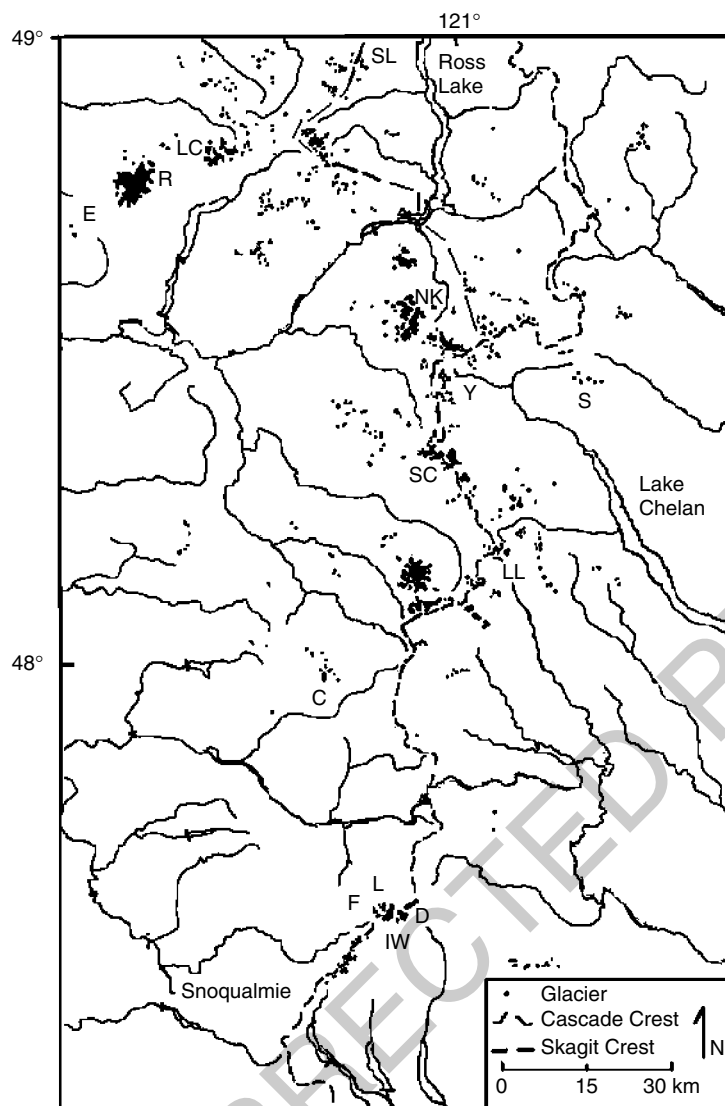 121°
49°
SL
Ross
Lake
LC
R
E
I
NK
Y
S
SC
Lake
Chelan
LL
48°
C
L
F
D
IW
Snoqualmie
Glacier
Cascade Crest
Skagit Crest
N
0 15 30 km
RECTED P